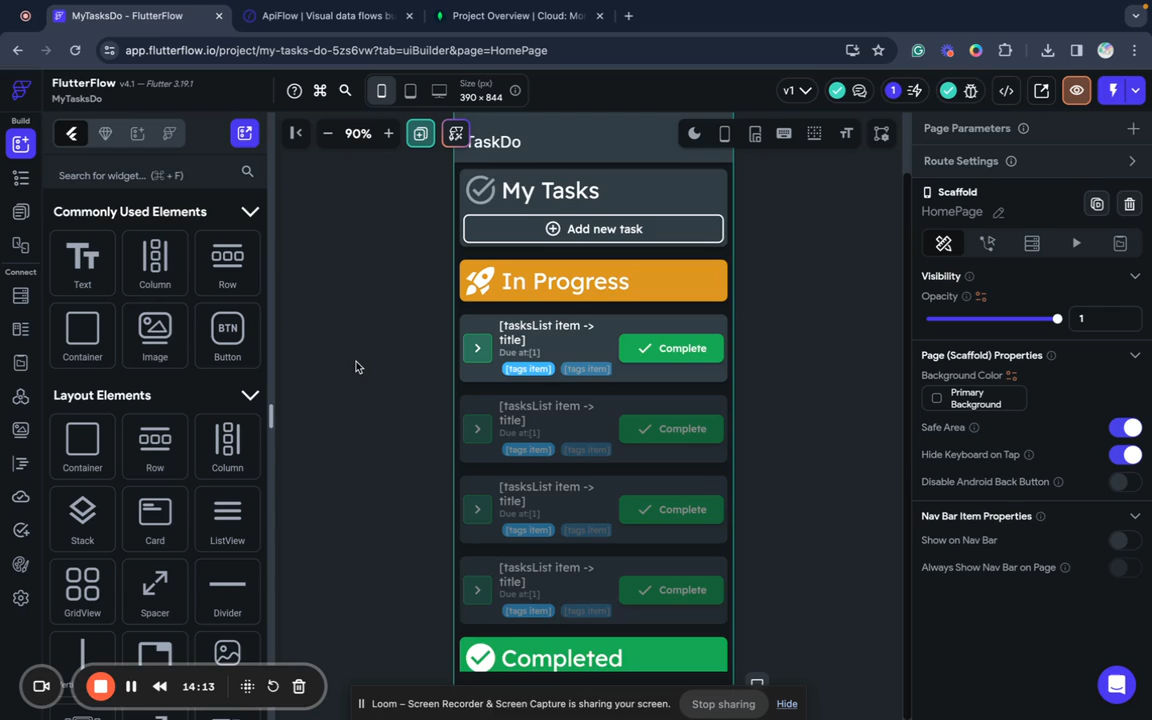 MyTasksDo - FlutterFlow
ApiFlow | Visual data flows bu
Project Overview | Cloud: Mon
app.flutterflow.io/project/my-tasks-do-5zs6vw?tab=uiBuilder&page=HomePage
FlutterFlow v4.1 – Flutter 3.19.1
MyTasksDo
Size (px)
390 × 844
v1
1
Build
90%
TaskDo
Page Parameters
Search for widget... (⌘ + F)
Route Settings
Commonly Used Elements
Text
Column
Row
Container
Image
BTN
Button
Connect
Layout Elements
Container
Row
Column
Stack
Card
ListView
GridView
Spacer
Divider
My Tasks
Add new task
In Progress
[tasksList item ->
title]
Due at:[1]
[tags item]
[tags item]
Complete
[tasksList item ->
title]
Due at:[1]
[tags item]
[tags item]
Complete
[tasksList item ->
title]
Due at:[1]
[tags item]
[tags item]
Complete
[tasksList item ->
title]
Due at:[1]
[tags item]
[tags item]
Complete
Completed
Scaffold
HomePage
Visibility
Opacity
1
Page (Scaffold) Properties
Background Color
Primary
Background
Safe Area
Hide Keyboard on Tap
Disable Android Back Button
Nav Bar Item Properties
Show on Nav Bar
Always Show Nav Bar on Page
14:13
Loom – Screen Recorder & Screen Capture is sharing your screen.
Stop sharing
Hide